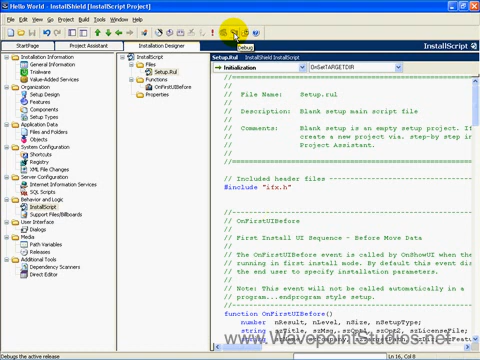 Hello World - InstallShield [InstallScript Project]
File Edit View Go Project Build Tools Window Help
StartPage Project Assistant Installation Designer InstallScript
Debug
Installation Information
General Information
Trialware
Value-Added Services
Organization
Setup Design
Features
Components
Setup Types
Application Data
Files and Folders
Objects
System Configuration
Shortcuts
Registry
XML File Changes
Server Configuration
Internet Information Services
SQL Scripts
Behavior and Logic
InstallScript
Support Files/Billboards
User Interface
Dialogs
Media
Path Variables
Releases
Additional Tools
Dependency Scanners
Direct Editor
InstallScript
Files
Setup.Rul
Functions
OnFirstUIBefore
Properties
Setup.Rul InstallShield InstallScript
Initialization OnSetTARGETDIR
//
// File Name: Setup.rul
//
// Description: Blank setup main script file
//
// Comments: Blank setup is an empty setup project. If
// create a new project via. step-by step in
// Project Assistant.
//
// Included header files
#include "ifx.h"
//
// OnFirstUIBefore
//
// First Install UI Sequence - Before Move Data
//
// The OnFirstUIBefore event is called by OnShowUI when the
// running in first install mode. By default this event dis
// the end user to specify installation parameters.
//
// Note: This event will not be called automatically in a
// program...endprogram style setup.
//
function OnFirstUIBefore()
number nResult, nLevel, nSize, nSetupType;
www.WavepointStudios.net
Debugs the active release
Ln 16, Col 8